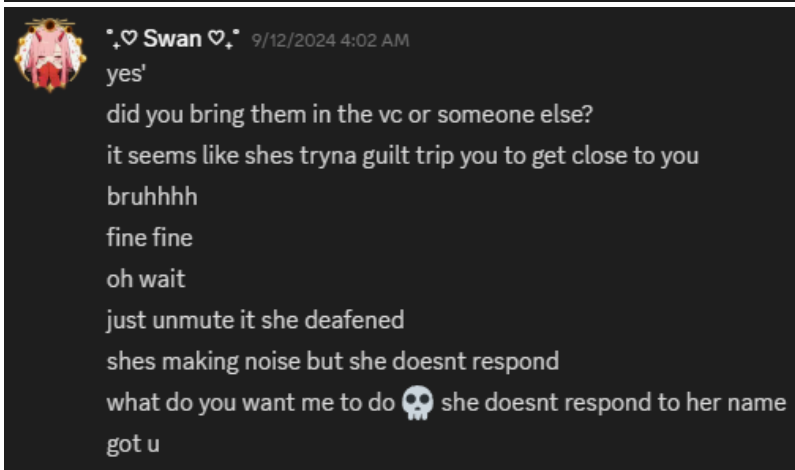 ˚₊♡ Swan ♡₊˚ 9/12/2024 4:02 AM
yes'
did you bring them in the vc or someone else?
it seems like shes tryna guilt trip you to get close to you
bruhhhh
fine fine
oh wait
just unmute it she deafened
shes making noise but she doesnt respond
what do you want me to do 💀 she doesnt respond to her name
got u